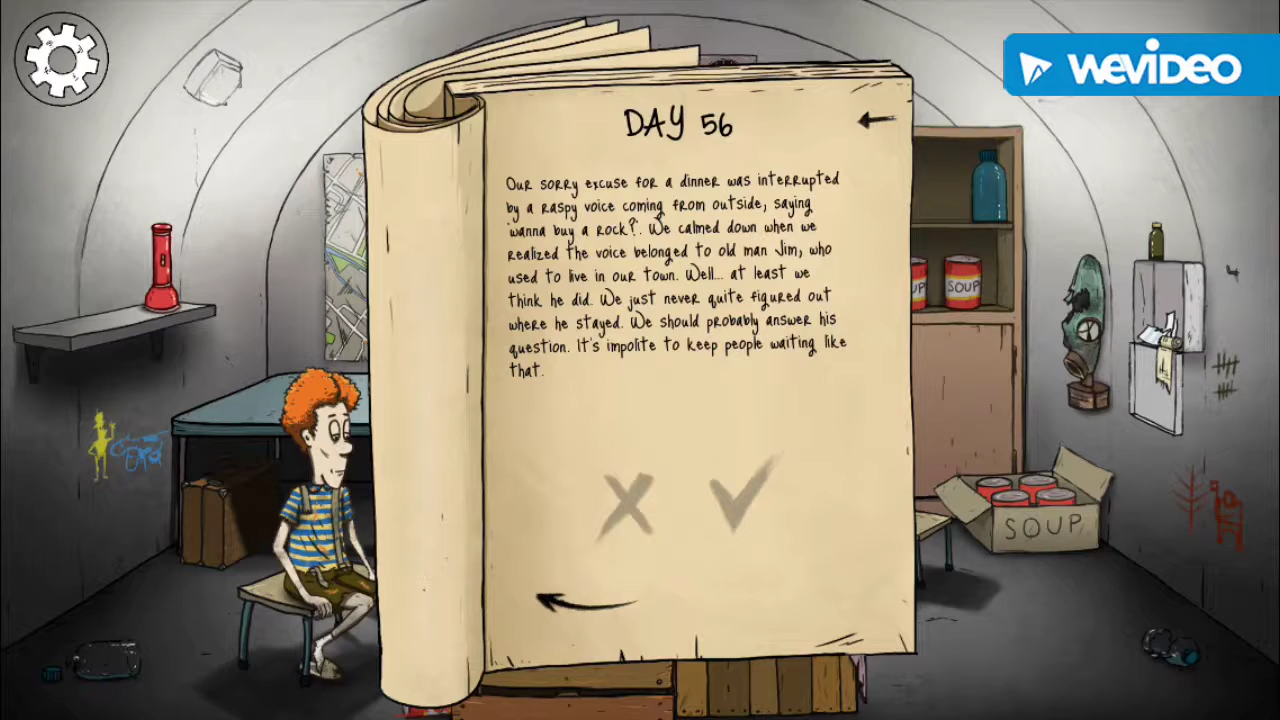 WEVIDEO
DAY 56
Our sorry excuse for a dinner was interrupted
by a raspy voice coming from outside, saying
'wanna buy a rock?'. We calmed down when we
realized the voice belonged to old man Jim, who
used to live in our town. Well... at least we
think he did. We just never quite figured out
where he stayed. We should probably answer his
question. It's impolite to keep people waiting like
that.
UP
SOUP
SOUP